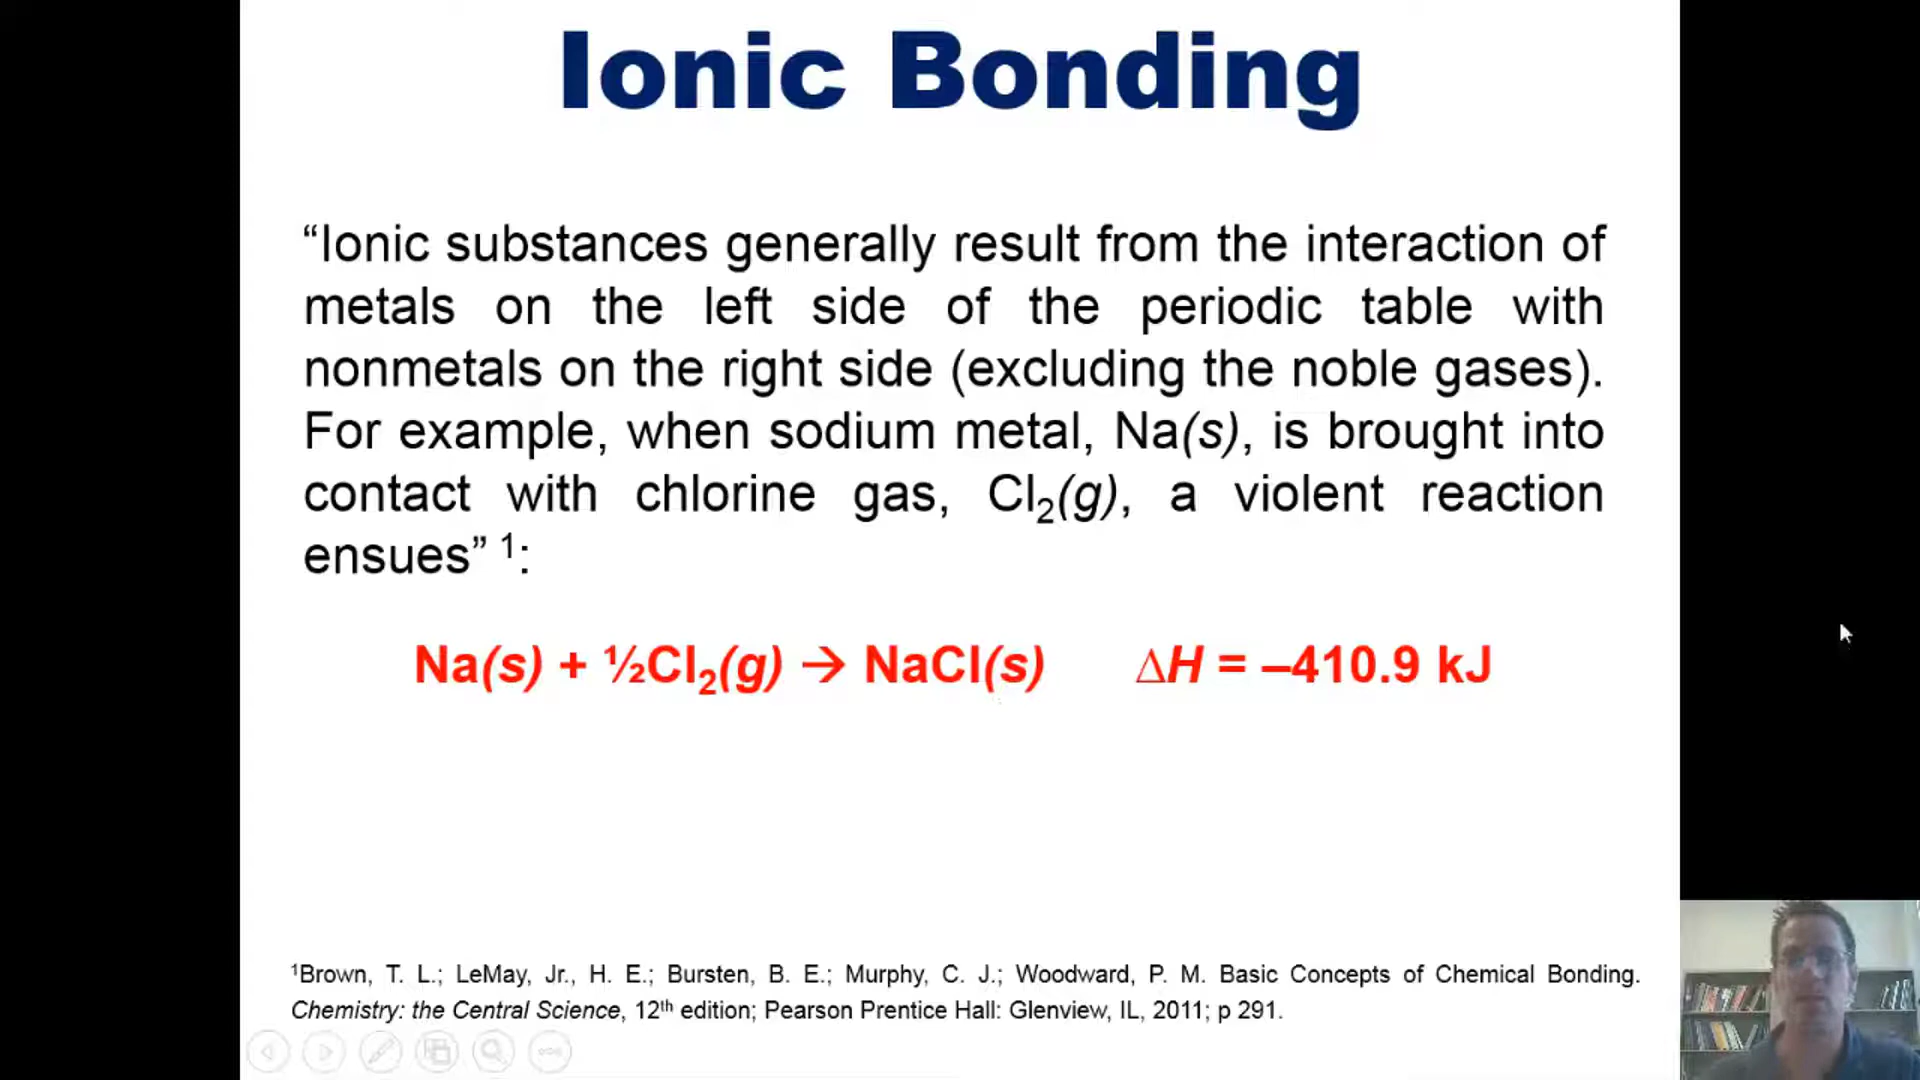 Ionic Bonding
“Ionic substances generally result from the interaction of
metals on the left side of the periodic table with
nonmetals on the right side (excluding the noble gases).
For example, when sodium metal, Na(s), is brought into
contact with chlorine gas, Cl₂(g), a violent reaction
ensues” ¹:
Na(s) + ½Cl₂(g) → NaCl(s) ΔH = –410.9 kJ
¹Brown, T. L.; LeMay, Jr., H. E.; Bursten, B. E.; Murphy, C. J.; Woodward, P. M. Basic Concepts of Chemical Bonding.
Chemistry: the Central Science, 12th edition; Pearson Prentice Hall: Glenview, IL, 2011; p 291.